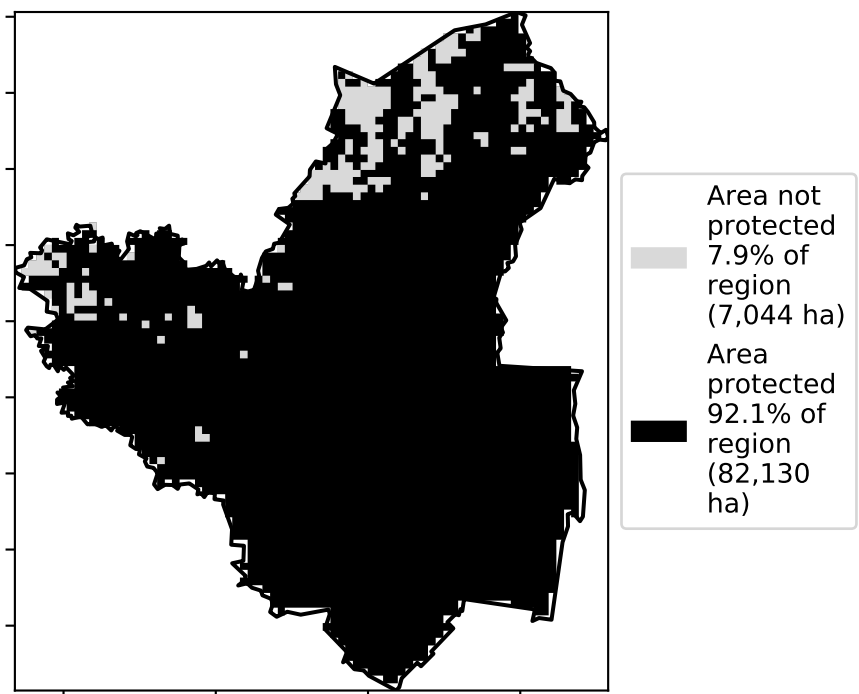 Area not
protected
7.9% of
region
(7,044 ha)
Area
protected
92.1% of
region
(82,130
ha)